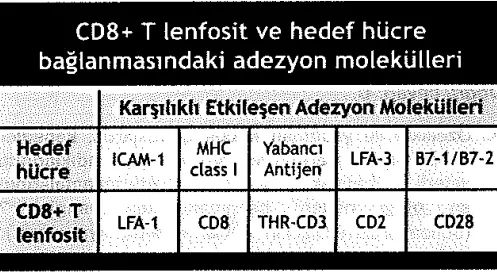 CD8+ T lenfosit ve hedef hücre
bağlanmasındaki adezyon molekülleri
Karşılıklı Etkileşen Adezyon Molekülleri
Hedef hücre ICAM-1 MHC class I Yabancı Antijen LFA-3 B7-1/B7-2
CD8+ T lenfosit LFA-1 CD8 THR-CD3 CD2 CD28